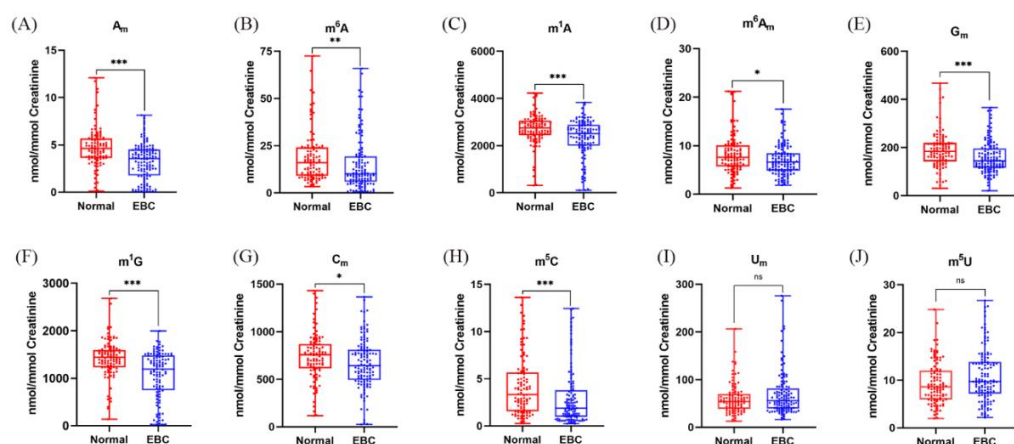 (A) Aₘ
nmol/mmol Creatinine
15
10
5
0
***
Normal EBC
(B) m⁶A
nmol/mmol Creatinine
75
50
25
0
**
Normal EBC
(C) m¹A
nmol/mmol Creatinine
6000
4000
2000
0
***
Normal EBC
(D) m⁶Aₘ
nmol/mmol Creatinine
30
20
10
0
*
Normal EBC
(E) Gₘ
nmol/mmol Creatinine
600
400
200
0
***
Normal EBC
(F) m¹G
nmol/mmol Creatinine
3000
2000
1000
0
***
Normal EBC
(G) Cₘ
nmol/mmol Creatinine
1500
1000
500
0
*
Normal EBC
(H) m⁵C
nmol/mmol Creatinine
15
10
5
0
***
Normal EBC
(I) Uₘ
nmol/mmol Creatinine
300
200
100
0
ns
Normal EBC
(J) m⁵U
nmol/mmol Creatinine
30
20
10
0
ns
Normal EBC